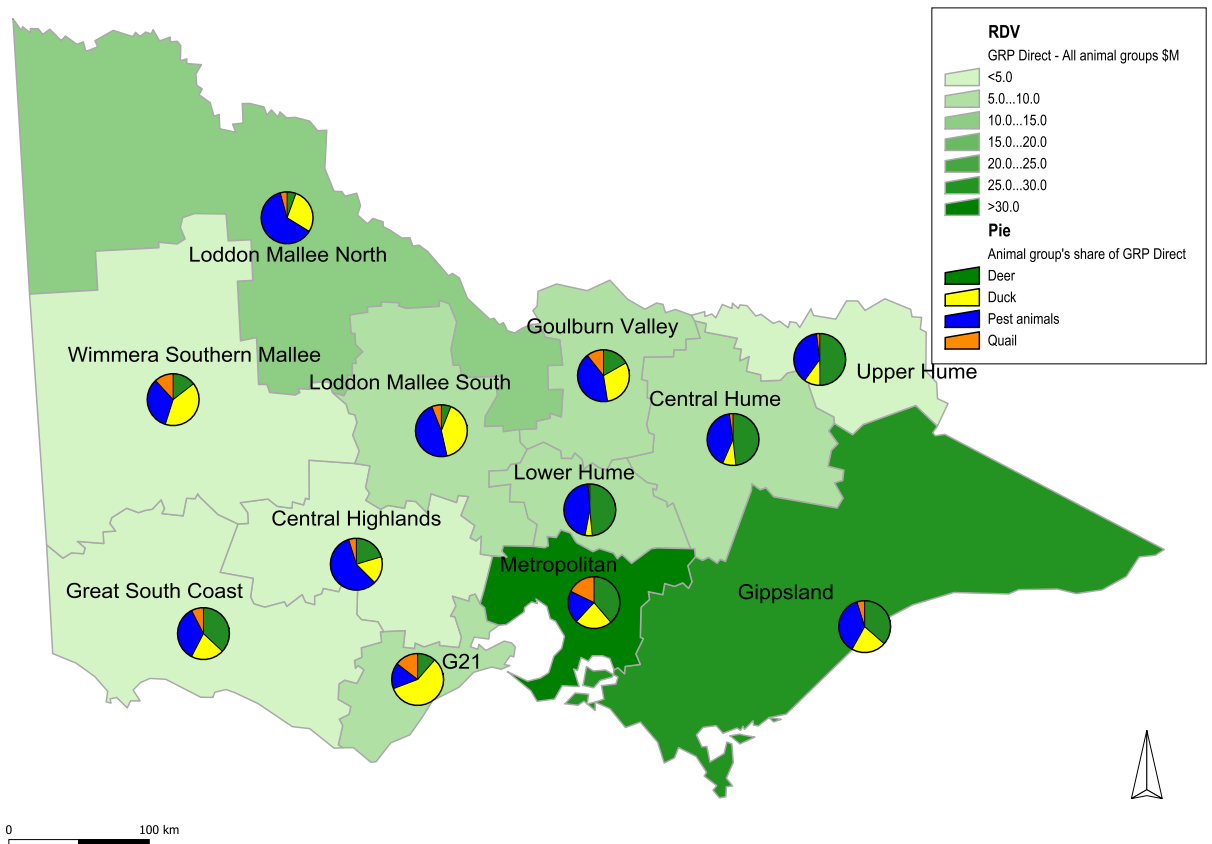 RDV
GRP Direct - All animal groups $M
<5.0
5.0...10.0
10.0...15.0
15.0...20.0
20.0...25.0
25.0...30.0
>30.0
Pie
Animal group's share of GRP Direct
Deer
Duck
Pest animals
Quail
Loddon Mallee North
Goulburn Valley
Wimmera Southern Mallee
Upper Hume
Loddon Mallee South
Central Hume
Lower Hume
Central Highlands
Metropolitan
Great South Coast
Gippsland
G21
0 100 km